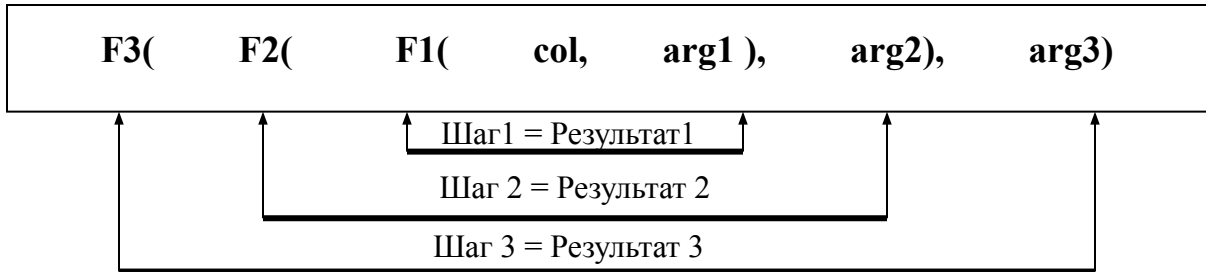 F3( F2( F1( col, arg1 ), arg2), arg3)
Шаг1 = Результат1
Шаг 2 = Результат 2
Шаг 3 = Результат 3